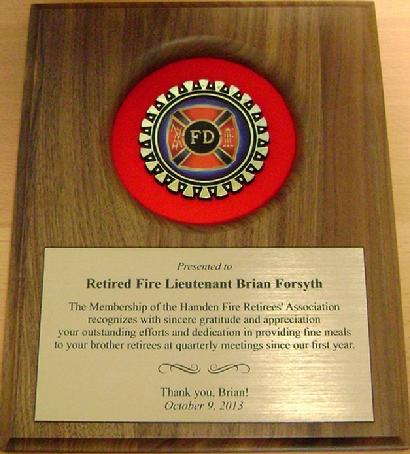 FD
Presented to
Retired Fire Lieutenant Brian Forsyth
The Membership of the Hamden Fire Retirees' Association
recognizes with sincere gratitude and appreciation
your outstanding efforts and dedication in providing fine meals
to your brother retirees at quarterly meetings since our first year.
Thank you, Brian!
October 9, 2013